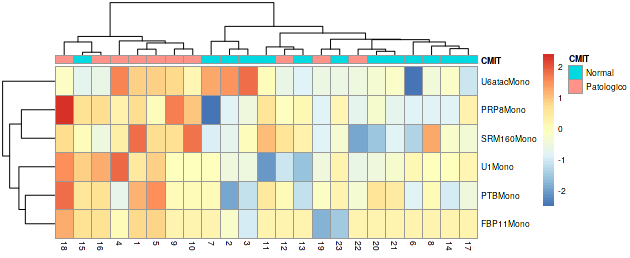 CMIT
CMIT
Normal
Patologico
2
1
0
-1
-2
U6atacMono
PRP8Mono
SRM160Mono
U1Mono
PTBMono
FBP11Mono
18 15 16 4 1 5 9 10 7 2 3 11 12 13 19 23 22 20 21 6 8 14 17